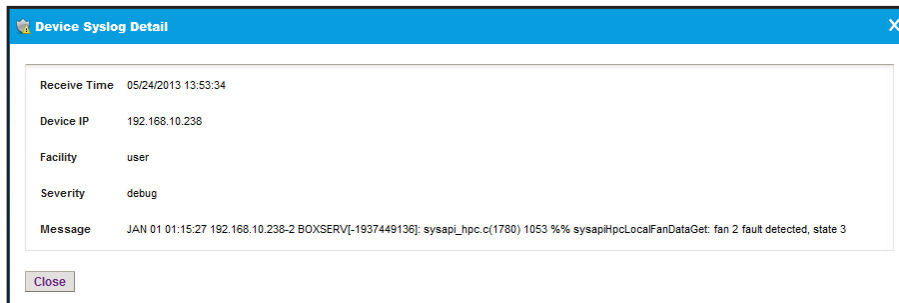 Device Syslog Detail X
Receive Time 05/24/2013 13:53:34
Device IP 192.168.10.238
Facility user
Severity debug
Message JAN 01 01:15:27 192.168.10.238-2 BOXSERV[-1937449136]: sysapi_hpc.c(1780) 1053 %% sysapiHpcLocalFanDataGet: fan 2 fault detected, state 3
Close